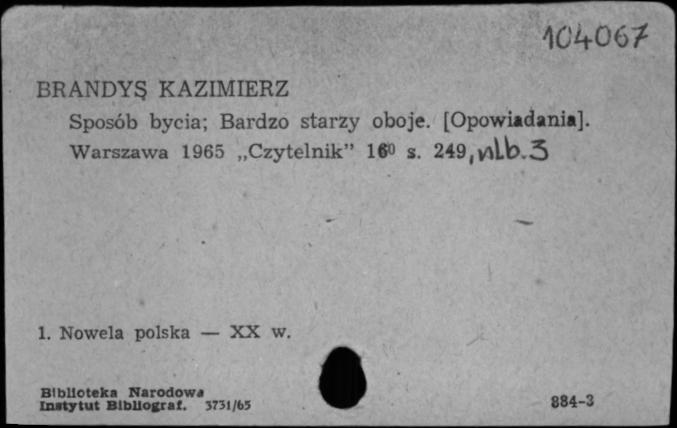 104067
BRANDYS KAZIMIERZ
Sposób bycia; Bardzo starzy oboje. [Opowiadania].
Warszawa 1965 „Czytelnik” 16⁰ s. 249, nlb. 3
1. Nowela polska — XX w.
Biblioteka Narodowa
Instytut Bibliograf. 3731/65
884-3